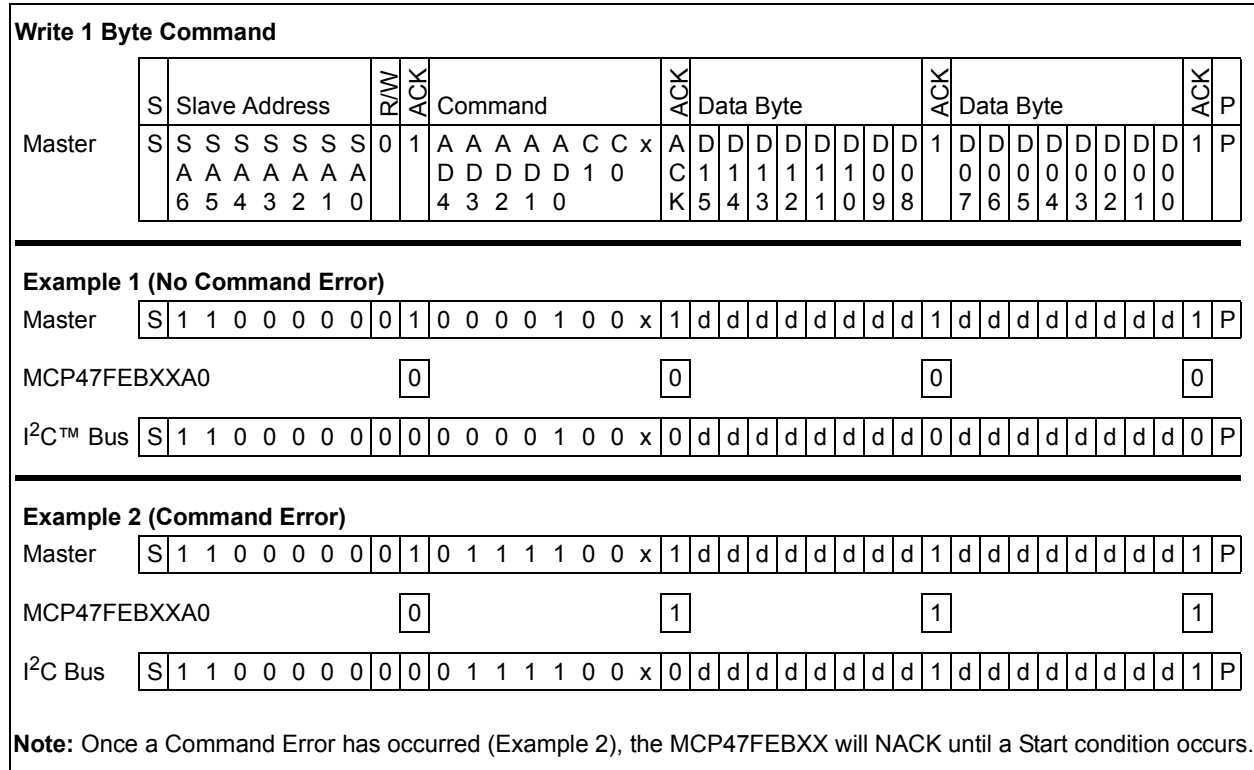 Write 1 Byte Command
S Slave Address R/W ACK Command ACK Data Byte ACK Data Byte ACK P
Master S S S S S S S S 0 1 A A A A A C C x A D D D D D D D D 1 D D D D D D D D 1 P
A A A A A A A D D D D D 1 0 C 1 1 1 1 1 1 0 0 0 0 0 0 0 0 0 0
6 5 4 3 2 1 0 4 3 2 1 0 K 5 4 3 2 1 0 9 8 7 6 5 4 3 2 1 0
Example 1 (No Command Error)
Master S 1 1 0 0 0 0 0 0 1 0 0 0 0 1 0 0 x 1 d d d d d d d d 1 d d d d d d d d 1 P
MCP47FEBXXA0 0 0 0 0
I²C™ Bus S 1 1 0 0 0 0 0 0 0 0 0 0 0 1 0 0 x 0 d d d d d d d d 0 d d d d d d d d 0 P
Example 2 (Command Error)
Master S 1 1 0 0 0 0 0 0 1 0 1 1 1 1 0 0 x 1 d d d d d d d d 1 d d d d d d d d 1 P
MCP47FEBXXA0 0 1 1 1
I²C Bus S 1 1 0 0 0 0 0 0 0 0 1 1 1 1 0 0 x 0 d d d d d d d d 1 d d d d d d d d 1 P
Note: Once a Command Error has occurred (Example 2), the MCP47FEBXX will NACK until a Start condition occurs.